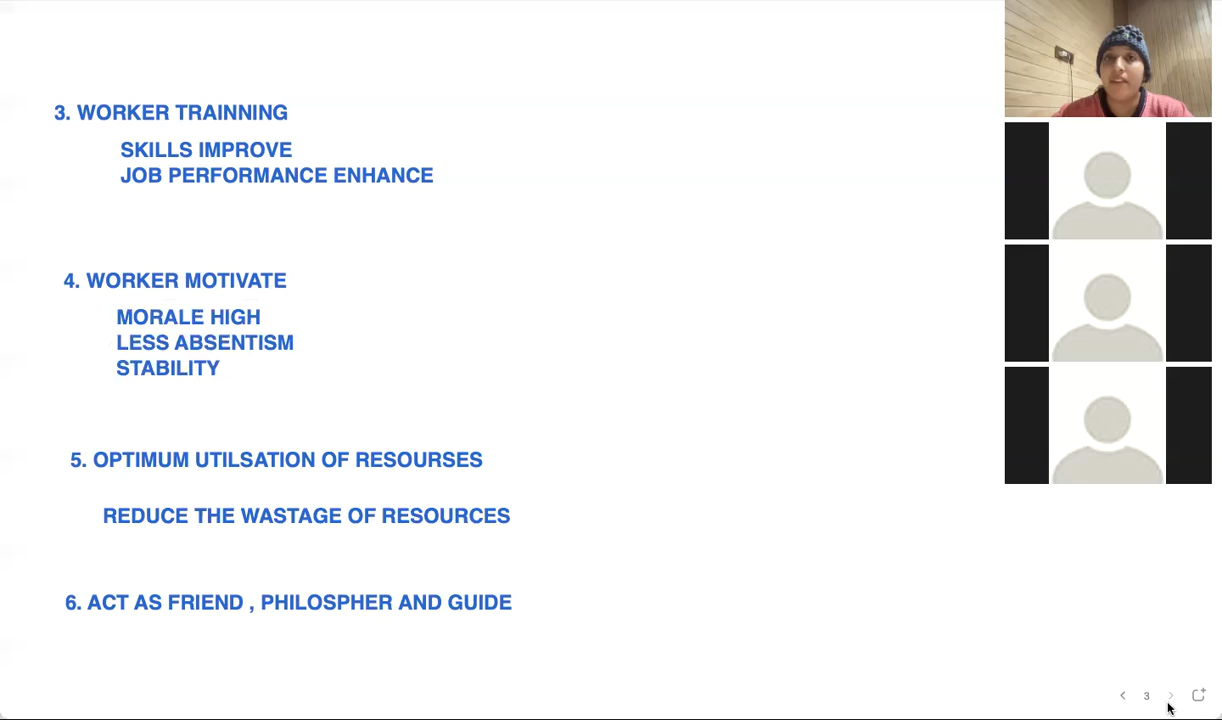 3. WORKER TRAINNING
SKILLS IMPROVE
JOB PERFORMANCE ENHANCE
4. WORKER MOTIVATE
MORALE HIGH
LESS ABSENTISM
STABILITY
5. OPTIMUM UTILSATION OF RESOURSES
REDUCE THE WASTAGE OF RESOURCES
6. ACT AS FRIEND , PHILOSPHER AND GUIDE
3